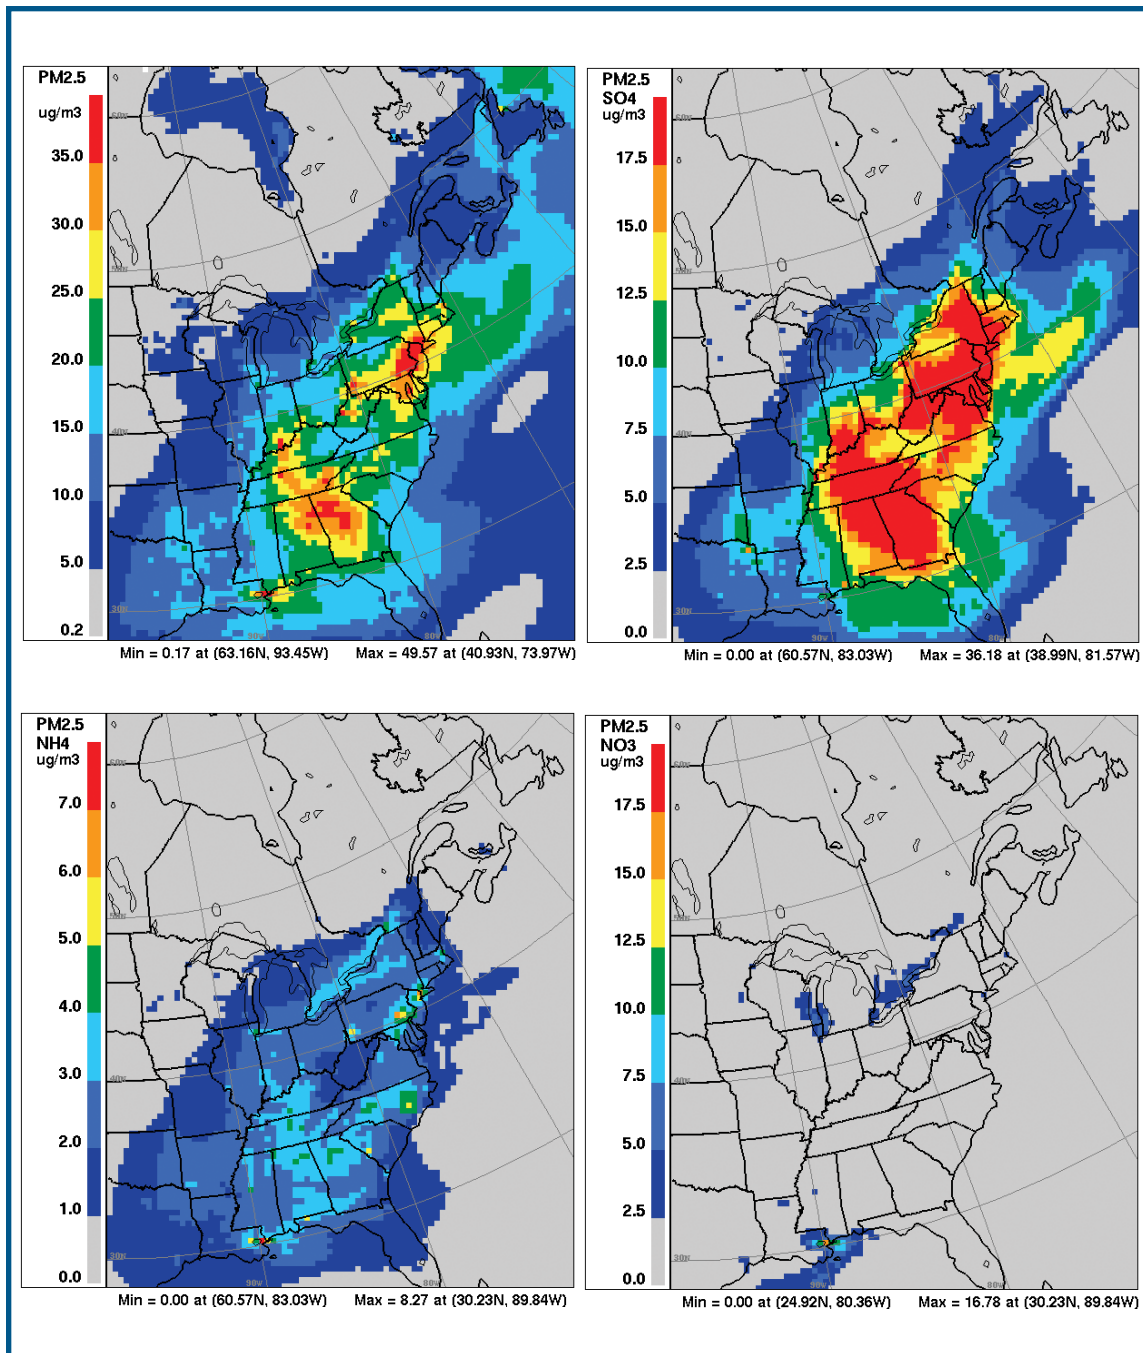 PM2.5
ug/m3
35.0
30.0
25.0
20.0
15.0
10.0
5.0
0.2
Min = 0.17 at (63.16N, 93.45W) Max = 49.57 at (40.93N, 73.97W)
PM2.5
SO4
ug/m3
17.5
15.0
12.5
10.0
7.5
5.0
2.5
0.0
90W
80W
30N
40N
Min = 0.00 at (60.57N, 83.03W) Max = 36.18 at (38.99N, 81.57W)
PM2.5
NH4
ug/m3
7.0
6.0
5.0
4.0
3.0
2.0
1.0
0.0
Min = 0.00 at (60.57N, 83.03W) Max = 8.27 at (30.23N, 89.84W)
PM2.5
NO3
ug/m3
17.5
15.0
12.5
10.0
7.5
5.0
2.5
0.0
Min = 0.00 at (24.92N, 80.36W) Max = 16.78 at (30.23N, 89.84W)